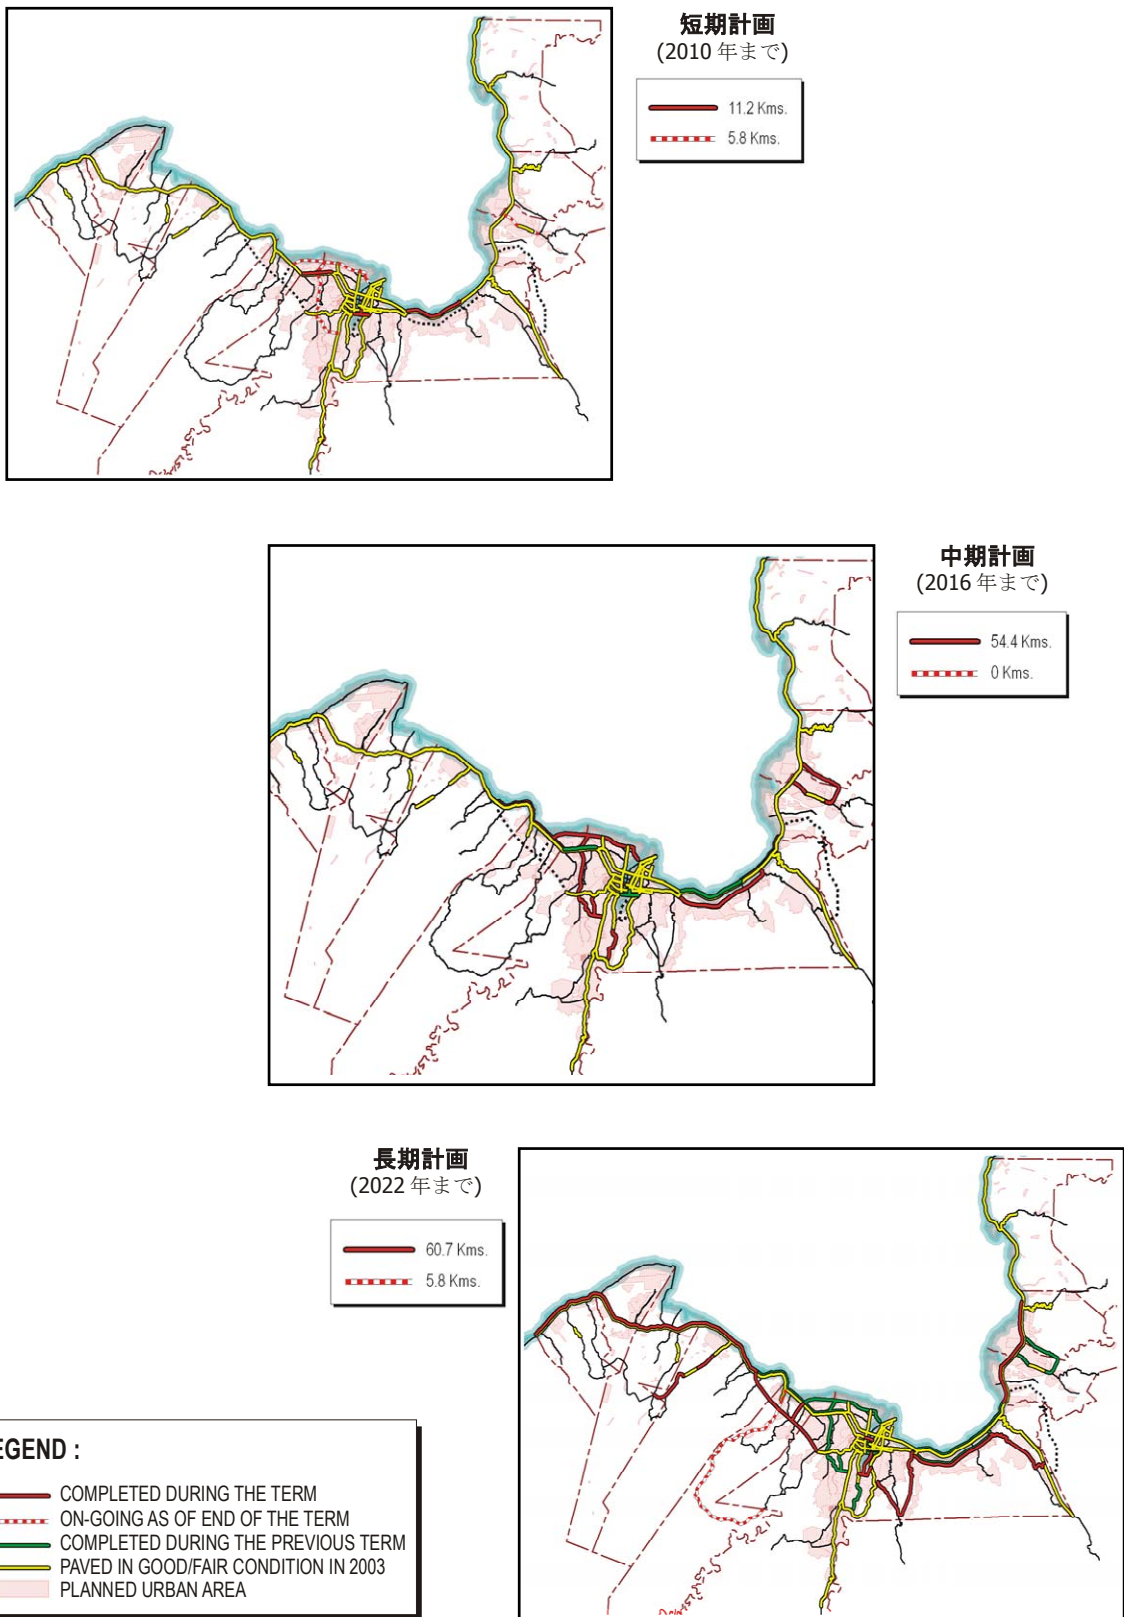 短期計画
(2010 年まで)
11.2 Kms.
5.8 Kms.
中期計画
(2016 年まで)
54.4 Kms.
0 Kms.
長期計画
(2022 年まで)
60.7 Kms.
5.8 Kms.
EGEND :
COMPLETED DURING THE TERM
ON-GOING AS OF END OF THE TERM
COMPLETED DURING THE PREVIOUS TERM
PAVED IN GOOD/FAIR CONDITION IN 2003
PLANNED URBAN AREA